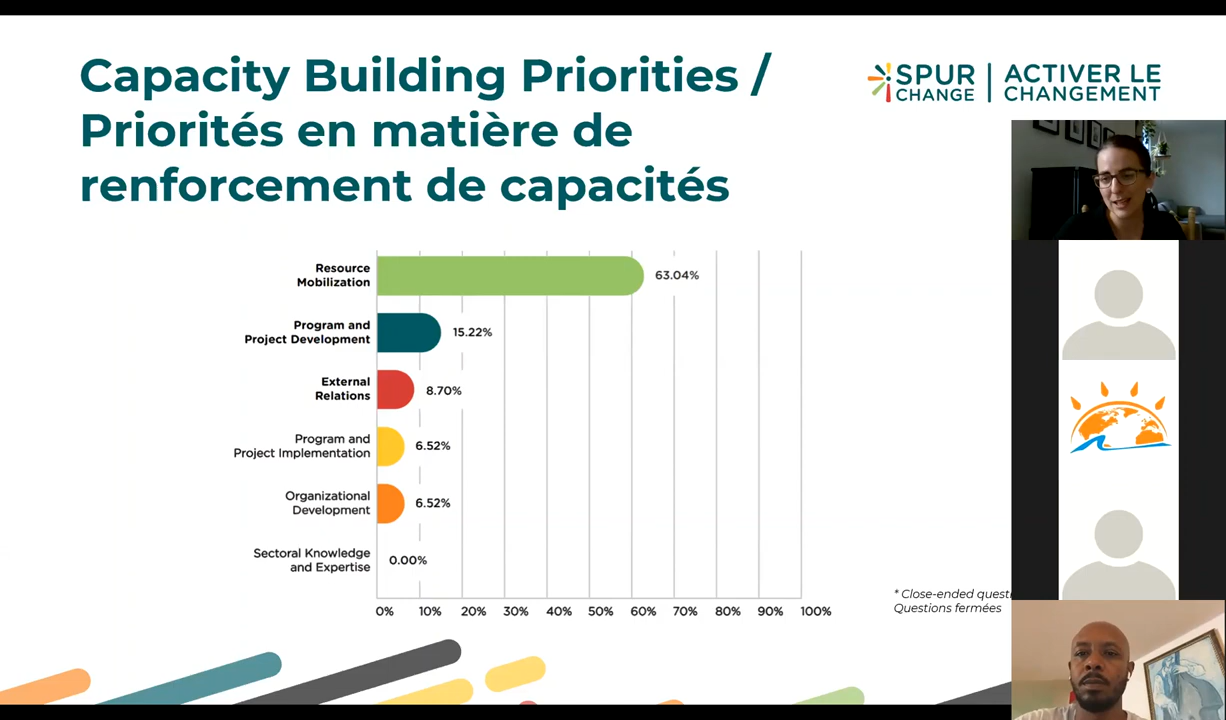 Capacity Building Priorities /
Priorités en matière de
renforcement de capacités
SPUR CHANGE | ACTIVER LE CHANGEMENT
Resource
Mobilization
63.04%
Program and
Project Development
15.22%
External
Relations
8.70%
Program and
Project Implementation
6.52%
Organizational
Development
6.52%
Sectoral Knowledge
and Expertise
0.00%
0% 10% 20% 30% 40% 50% 60% 70% 80% 90% 100%
* Close-ended
Questions fermées